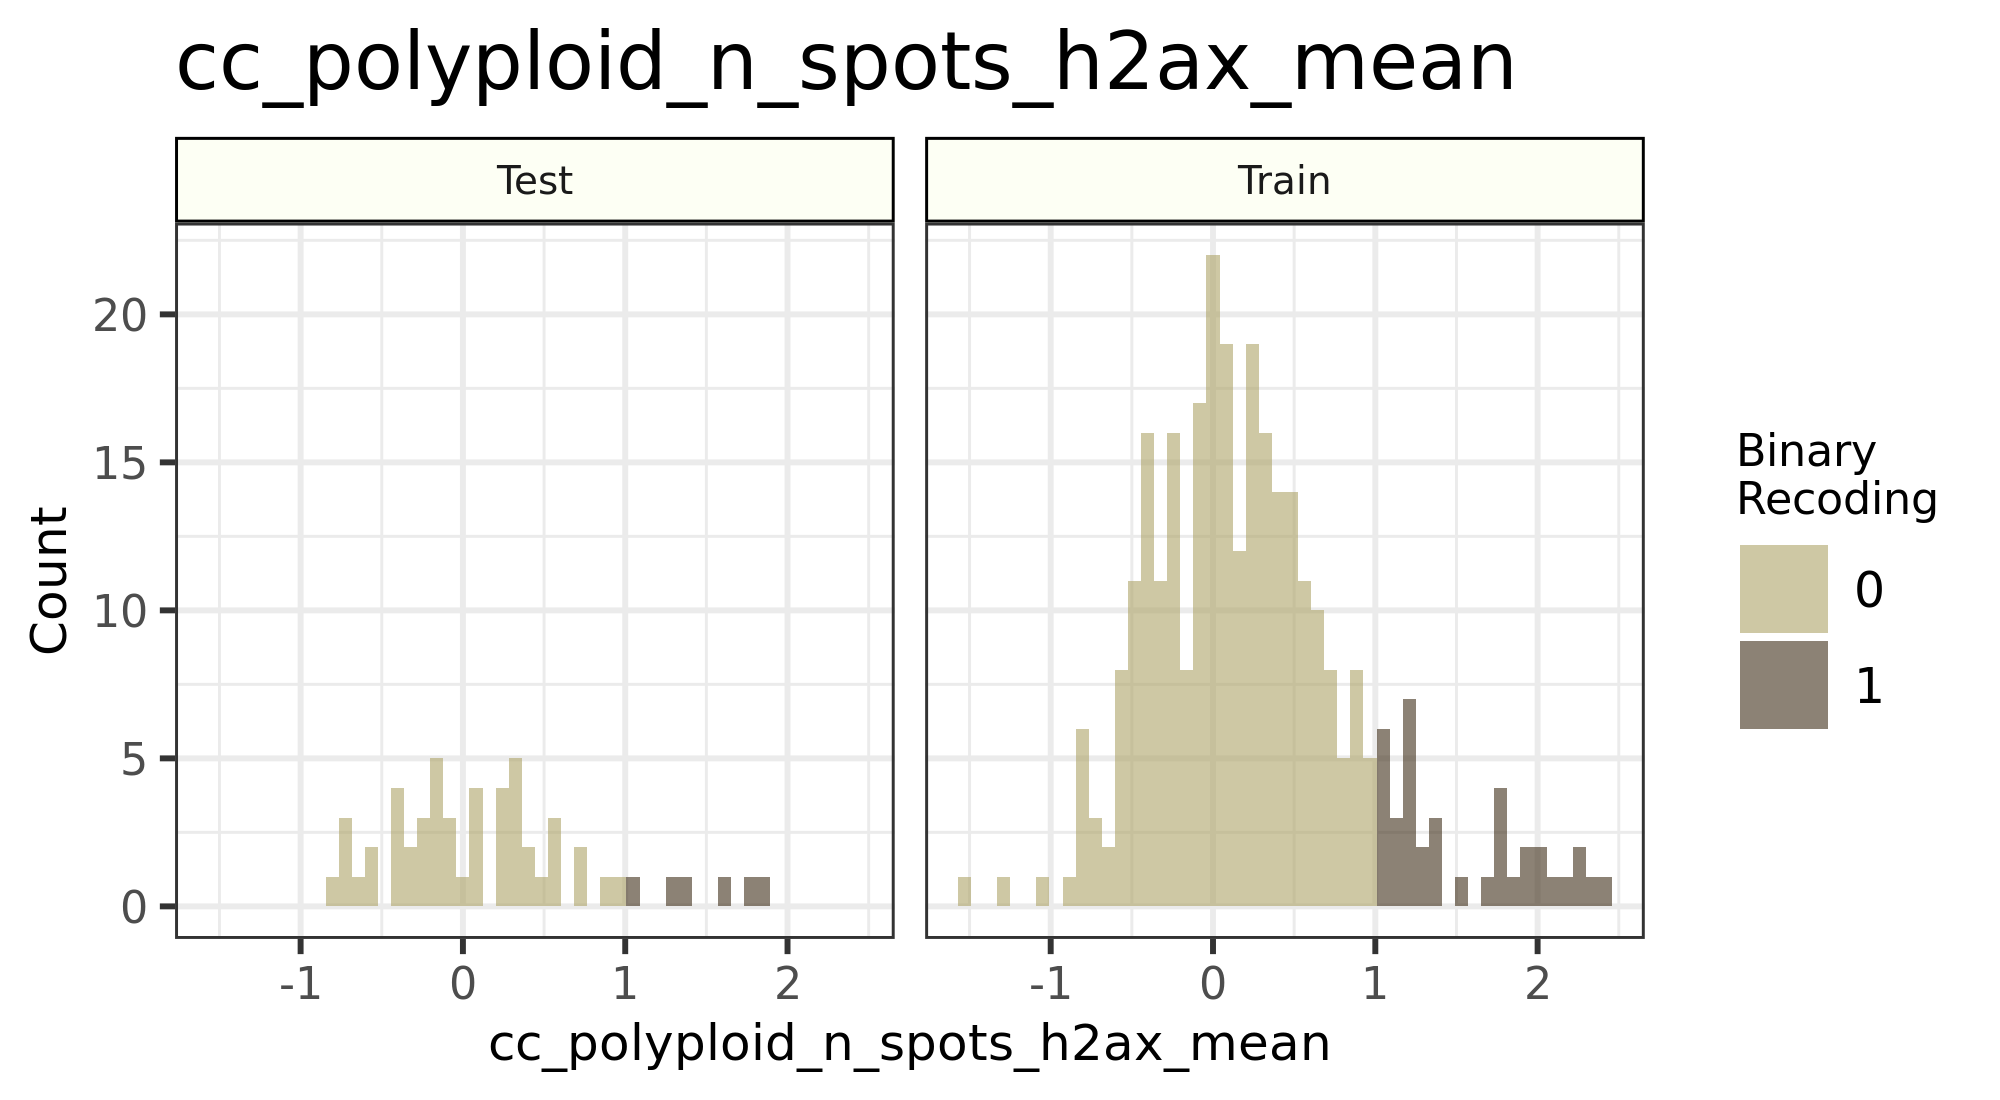 cc_polyploid_n_spots_h2ax_mean
Test
Train
20
15
10
5
0
Count
-1 0 1 2
-1 0 1 2
cc_polyploid_n_spots_h2ax_mean
Binary
Recoding
0
1